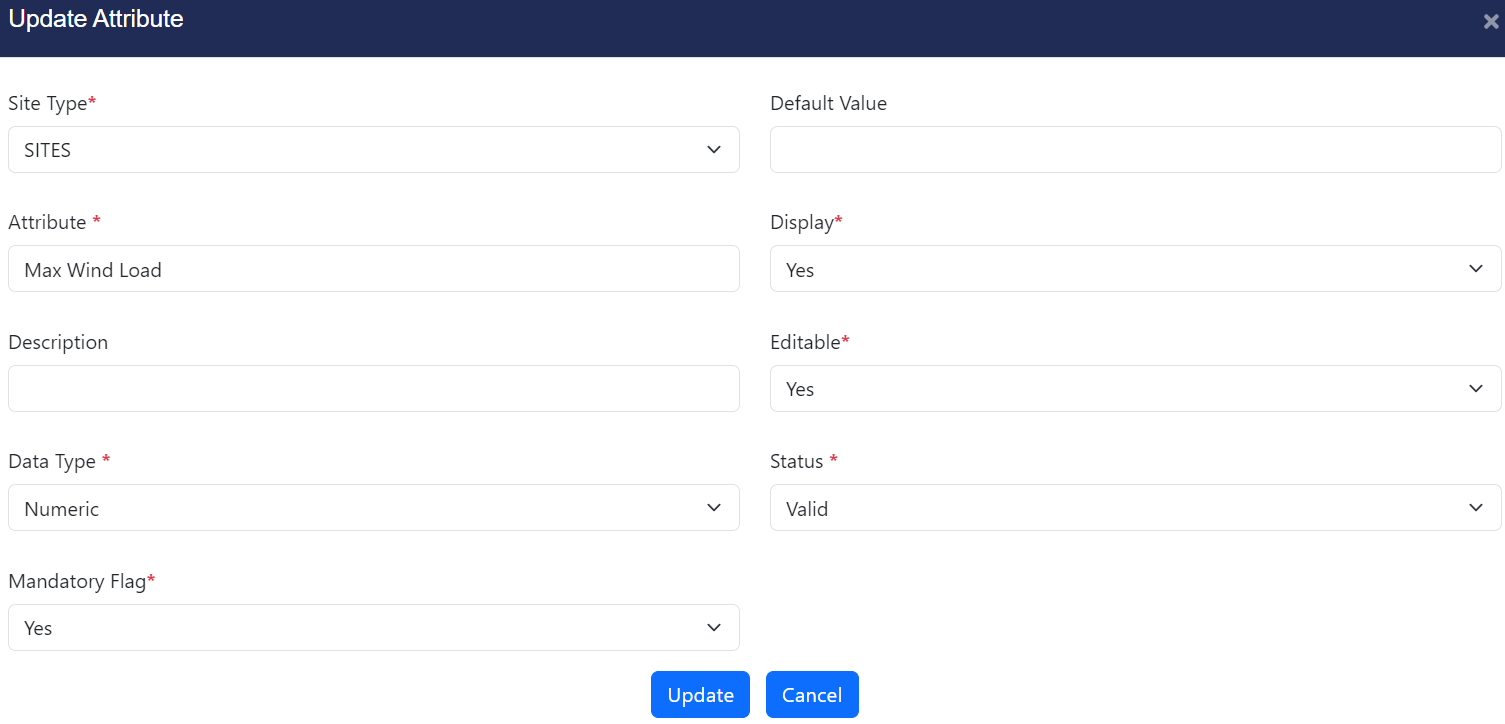 Update Attribute
Site Type*
SITES
Default Value
Attribute *
Max Wind Load
Display*
Yes
Description
Editable*
Yes
Data Type *
Numeric
Status *
Valid
Mandatory Flag*
Yes
Update
Cancel